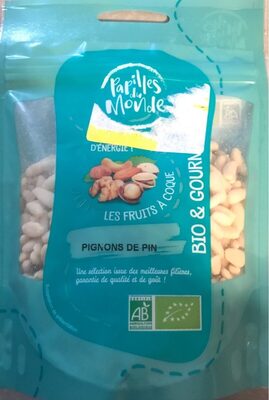 Papilles
du
Monde
D'ÉNERGIE !
LES FRUITS À COQUE
BIO & GOURM
PIGNONS DE PIN
Une sélection issue des meilleures filières,
garantie de qualité et de goût !
AB